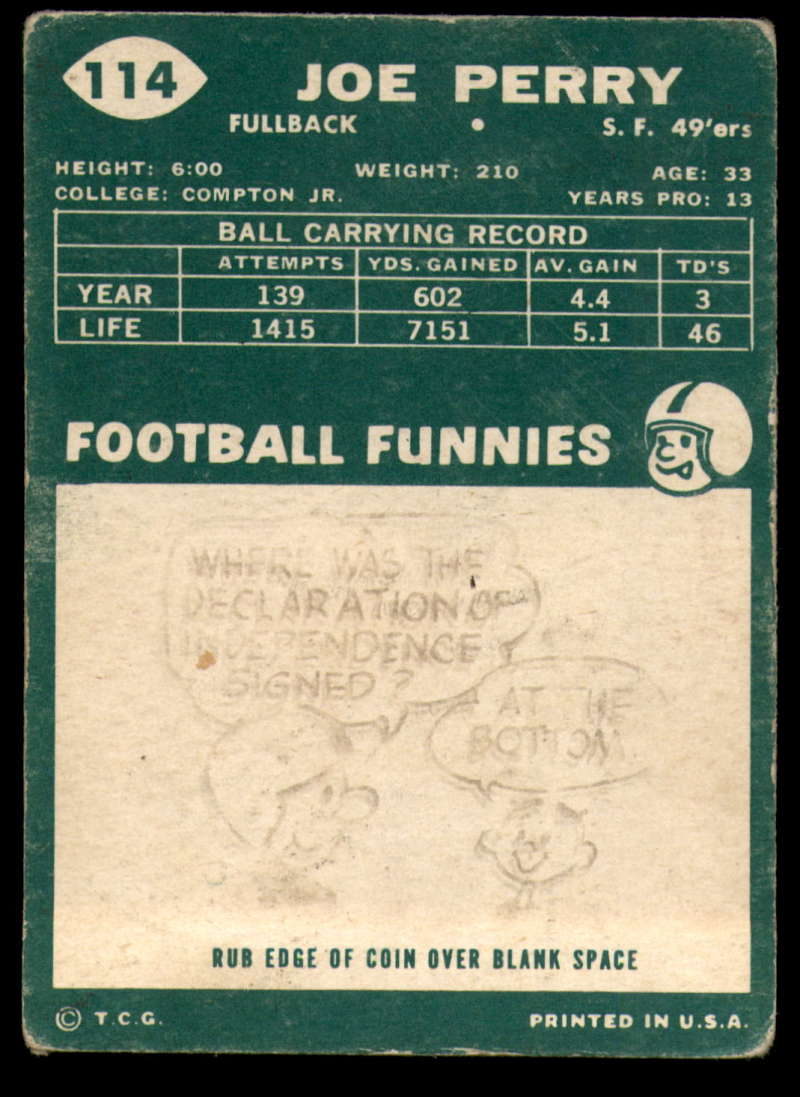 114
JOE PERRY
FULLBACK • S. F. 49'ers
HEIGHT: 6:00 WEIGHT: 210 AGE: 33
COLLEGE: COMPTON JR. YEARS PRO: 13
BALL CARRYING RECORD
ATTEMPTS YDS. GAINED AV. GAIN TD'S
YEAR 139 602 4.4 3
LIFE 1415 7151 5.1 46
FOOTBALL FUNNIES
WHERE WAS THE
DECLARATION OF
INDEPENDENCE
SIGNED?
AT THE
BOTTOM
RUB EDGE OF COIN OVER BLANK SPACE
© T.C.G. PRINTED IN U.S.A.